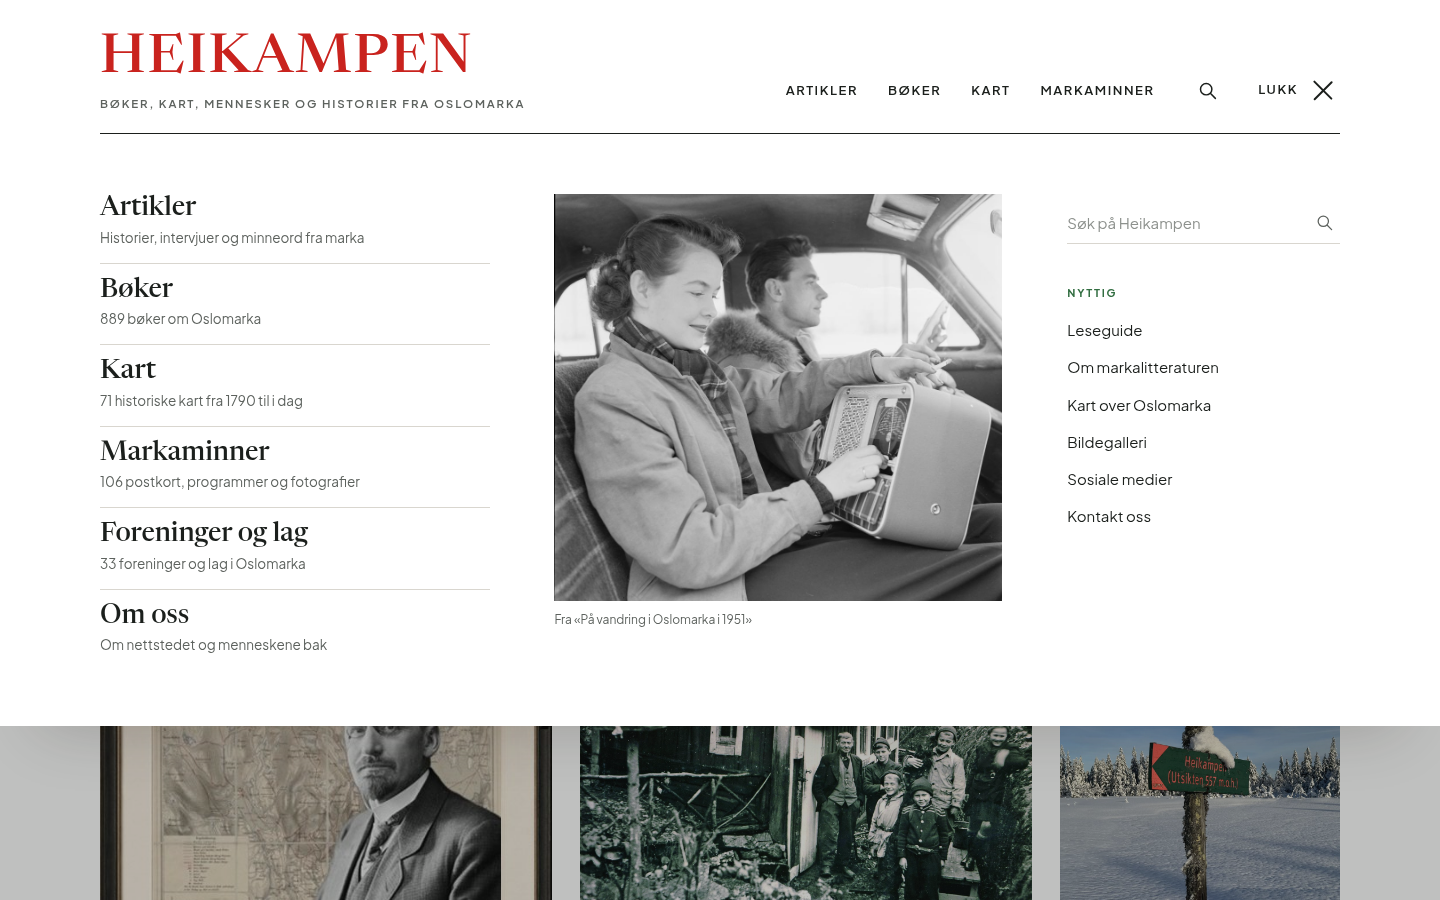 HEIKAMPEN
BØKER, KART, MENNESKER OG HISTORIER FRA OSLOMARKA
ARTIKLER
BØKER
KART
MARKAMINNER
LUKK
Artikler
Historier, intervjuer og minneord fra marka
Bøker
889 bøker om Oslomarka
Kart
71 historiske kart fra 1790 til i dag
Markaminner
106 postkort, programmer og fotografier
Foreninger og lag
33 foreninger og lag i Oslomarka
Om oss
Om nettstedet og menneskene bak
Fra «På vandring i Oslomarka i 1951»
Søk på Heikampen
NYTTIG
Leseguide
Om markalitteraturen
Kart over Oslomarka
Bildegalleri
Sosiale medier
Kontakt oss
Heikampen
(Utsikten 557 m.o.h)